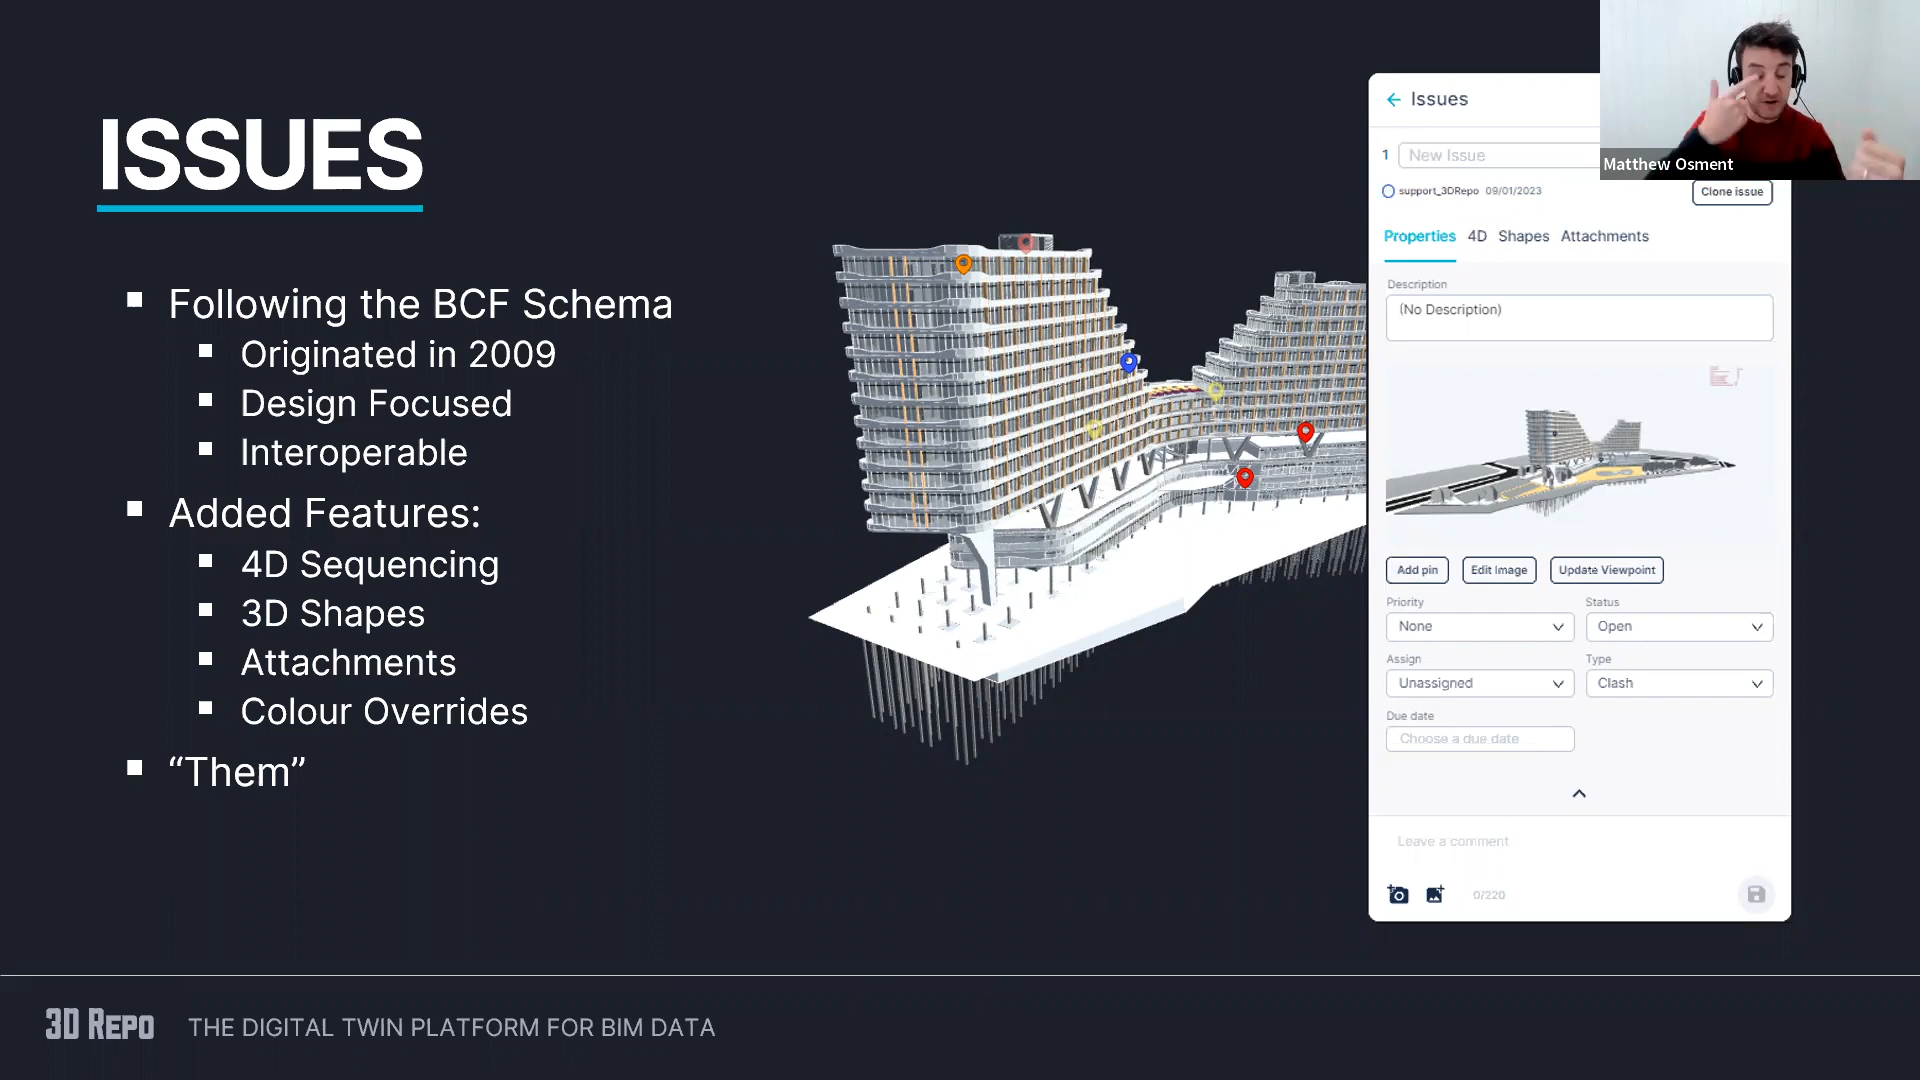 ISSUES
Following the BCF Schema
Originated in 2009
Design Focused
Interoperable
Added Features:
4D Sequencing
3D Shapes
Attachments
Colour Overrides
“Them”
Issues
1 New Issue
support_3DRepo 09/01/2023
Clone issue
Properties 4D Shapes Attachments
Description
(No Description)
Add pin Edit Image Update Viewpoint
Priority Status
None Open
Assign Type
Unassigned Clash
Due date
Choose a due date
Leave a comment
0/220
Matthew Osment
3D REPO THE DIGITAL TWIN PLATFORM FOR BIM DATA